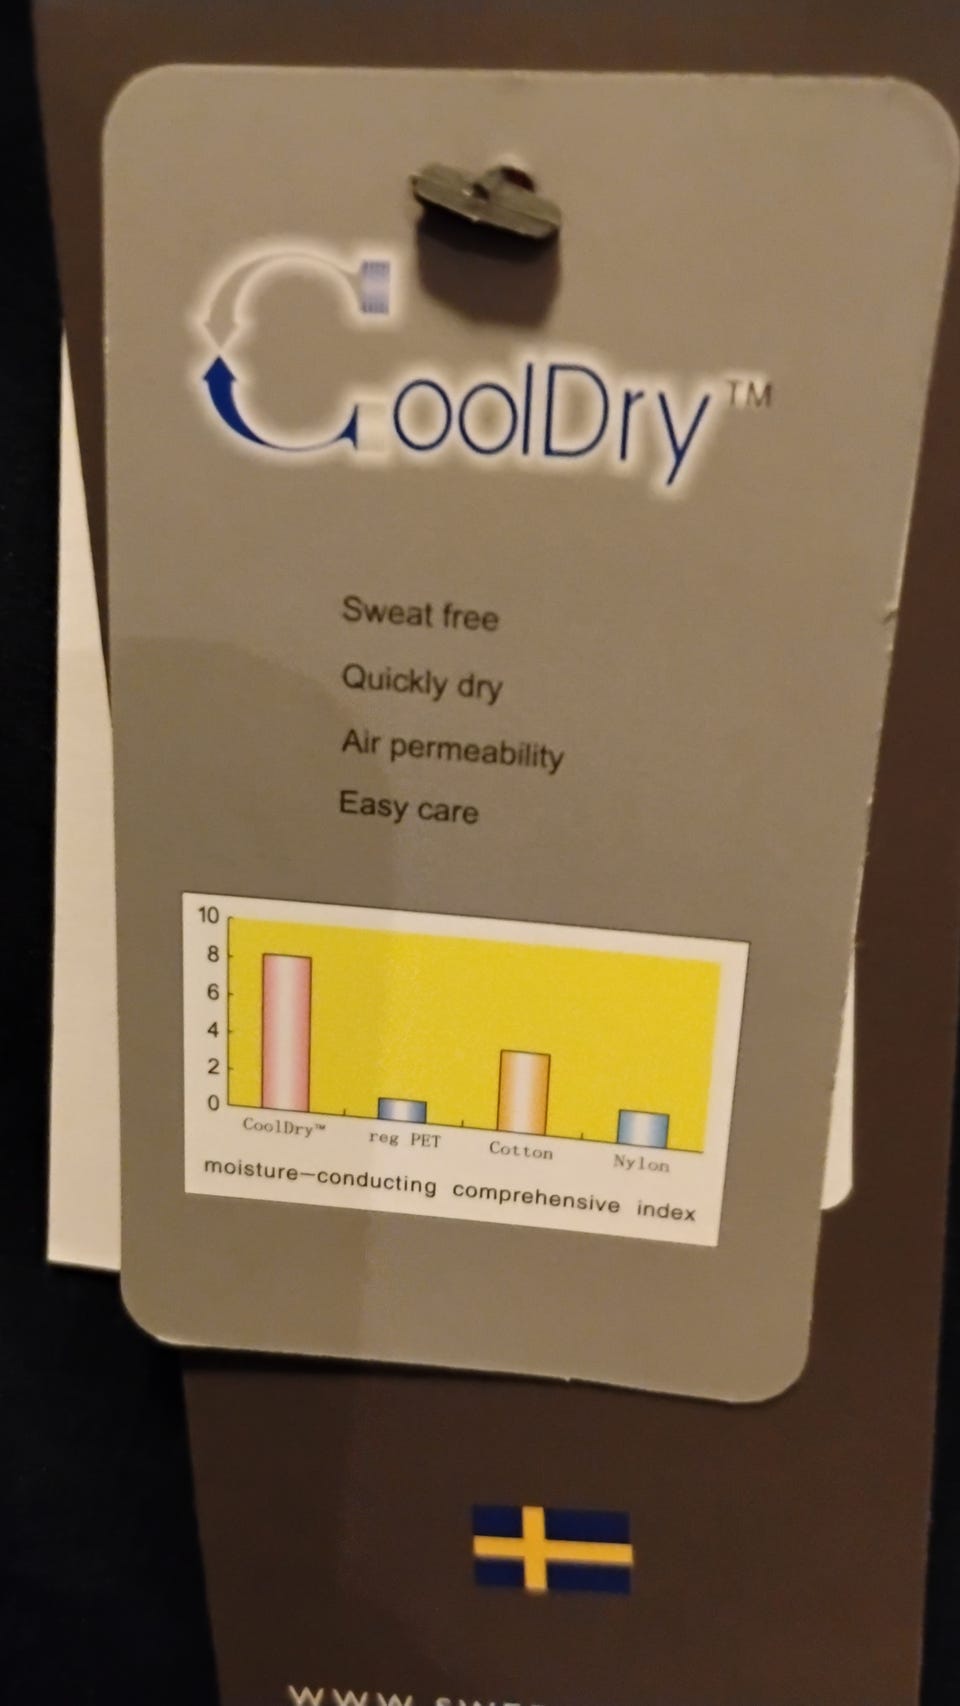 CoolDry™
Sweat free
Quickly dry
Air permeability
Easy care
10
8
6
4
2
0
CoolDry™ reg PET Cotton Nylon
moisture—conducting comprehensive index